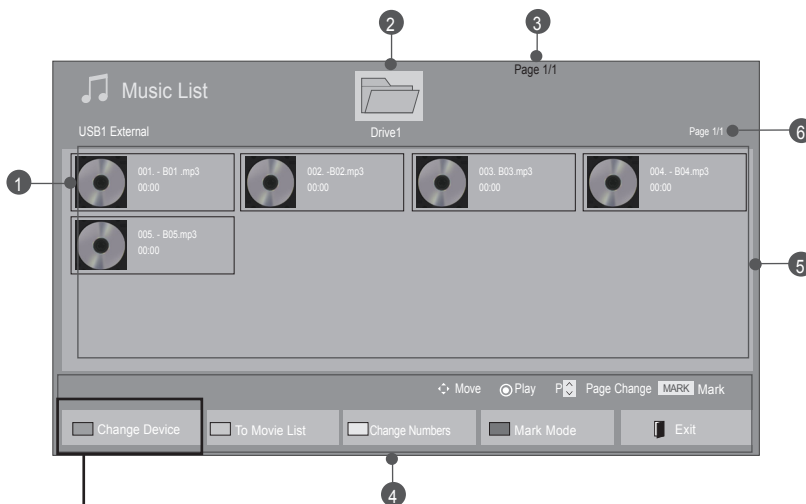 2
3
Page 1/1
Music List
USB1 External
Drive1
Page 1/1
6
1
001. - B01 .mp3
00:00
002. -B02.mp3
00:00
003. B03.mp3
00:00
004. - B04.mp3
00:00
005. - B05.mp3
00:00
5
Move
Play
P
Page Change
MARK
Mark
Change Device
To Movie List
Change Numbers
Mark Mode
Exit
4